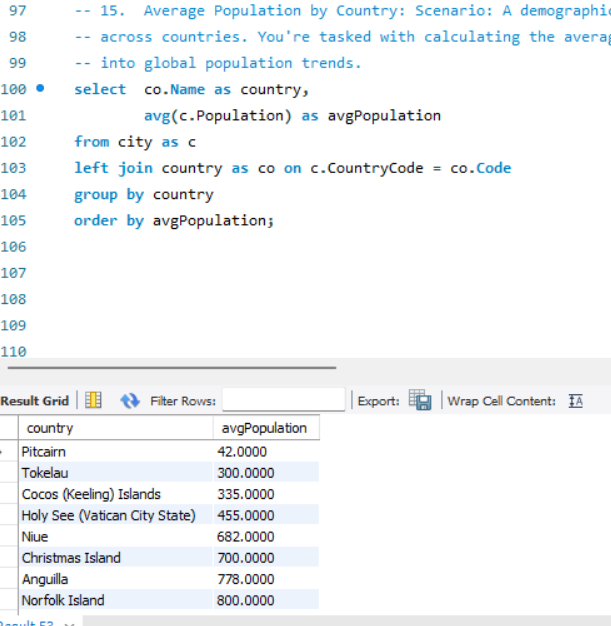 97 -- 15. Average Population by Country: Scenario: A demographic
98 -- across countries. You're tasked with calculating the averag
99 -- into global population trends.
100 select co.Name as country,
101 avg(c.Population) as avgPopulation
102 from city as c
103 left join country as co on c.CountryCode = co.Code
104 group by country
105 order by avgPopulation;
106
107
108
109
110
Result Grid Filter Rows: Export: Wrap Cell Content:
country avgPopulation
Pitcairn 42.0000
Tokelau 300.0000
Cocos (Keeling) Islands 335.0000
Holy See (Vatican City State) 455.0000
Niue 682.0000
Christmas Island 700.0000
Anguilla 778.0000
Norfolk Island 800.0000